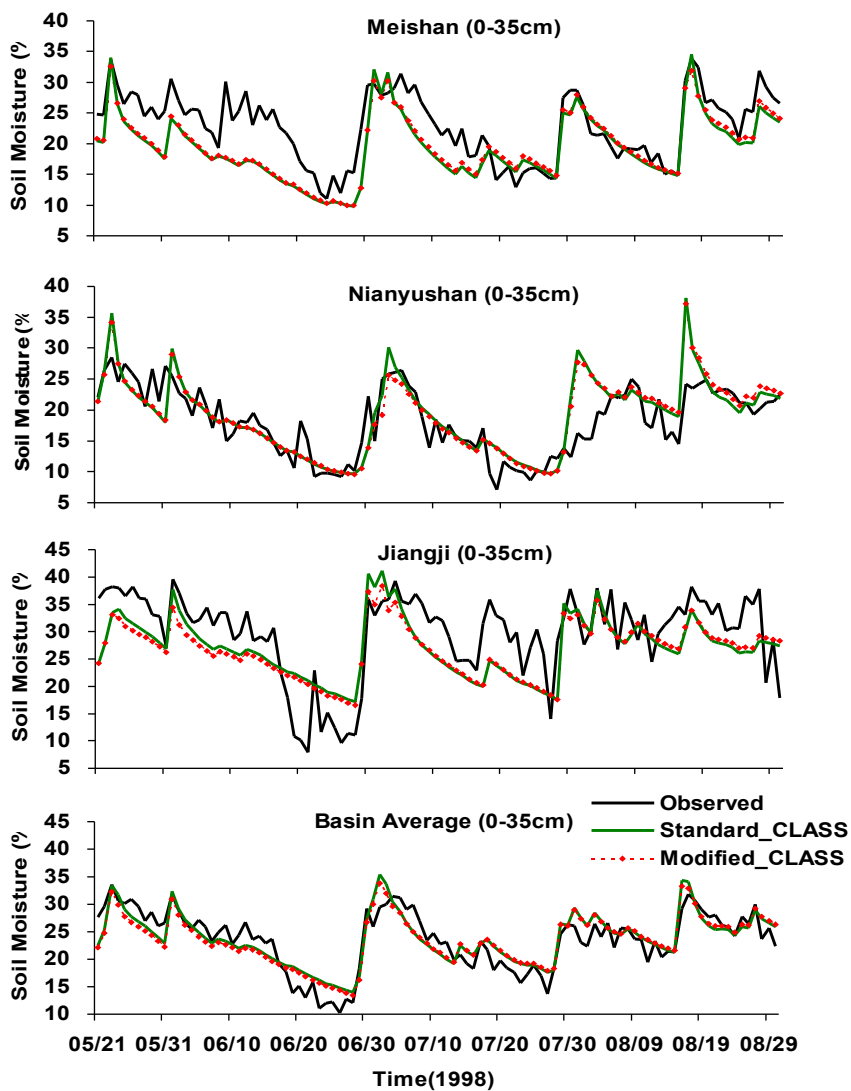 Meishan (0-35cm)
Soil Moisture (%
40
35
30
25
20
15
10
5
Nianyushan (0-35cm)
Soil Moisture (%
40
35
30
25
20
15
10
5
Jiangji (0-35cm)
Soil Moisture (%
45
40
35
30
25
20
15
10
5
Observed
Standard_CLASS
Modified_CLASS
Basin Average (0-35cm)
Soil Moisture (%
45
40
35
30
25
20
15
10
05/21 05/31 06/10 06/20 06/30 07/10 07/20 07/30 08/09 08/19 08/29
Time(1998)